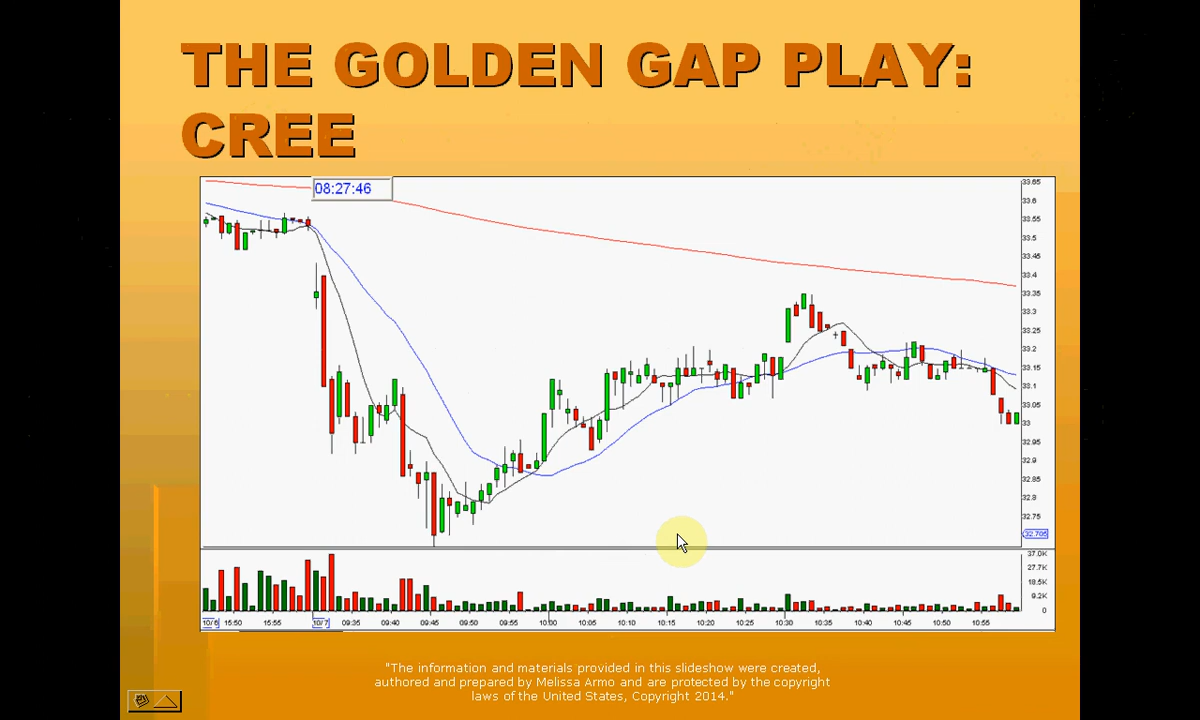 THE GOLDEN GAP PLAY:
CREE
08:27:46
33.65
33.6
33.55
33.5
33.45
33.4
33.35
33.3
33.25
33.2
33.15
33.1
33.05
33
32.95
32.9
32.85
32.8
32.75
32.705
37.0K
27.7K
18.5K
9.2K
0
10/6 15:50 15:55 10/7 09:35 09:40 09:45 09:50 09:55 10:00 10:05 10:10 10:15 10:20 10:25 10:30 10:35 10:40 10:45 10:50 10:55
"The information and materials provided in this slideshow were created,
authored and prepared by Melissa Armo and are protected by the copyright
laws of the United States, Copyright 2014."